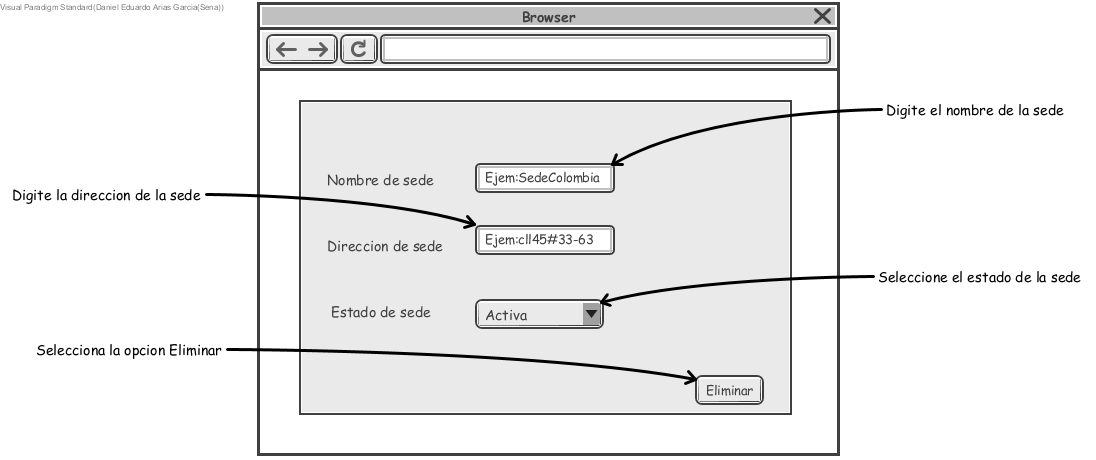 Visual Paradigm Standard(Daniel Eduardo Arias Garcia(Sena))
Browser
Digite el nombre de la sede
Nombre de sede
Ejem:SedeColombia
Digite la direccion de la sede
Direccion de sede
Ejem:cll45#33-63
Seleccione el estado de la sede
Estado de sede
Activa
Selecciona la opcion Eliminar
Eliminar